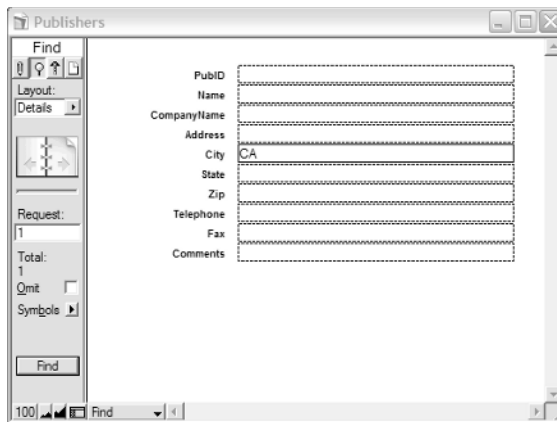 Publishers
Find
Layout:
Details
Request:
1
Total:
1
Omit
Symbols
Find
PubID
Name
CompanyName
Address
City CA
State
Zip
Telephone
Fax
Comments
100 Find